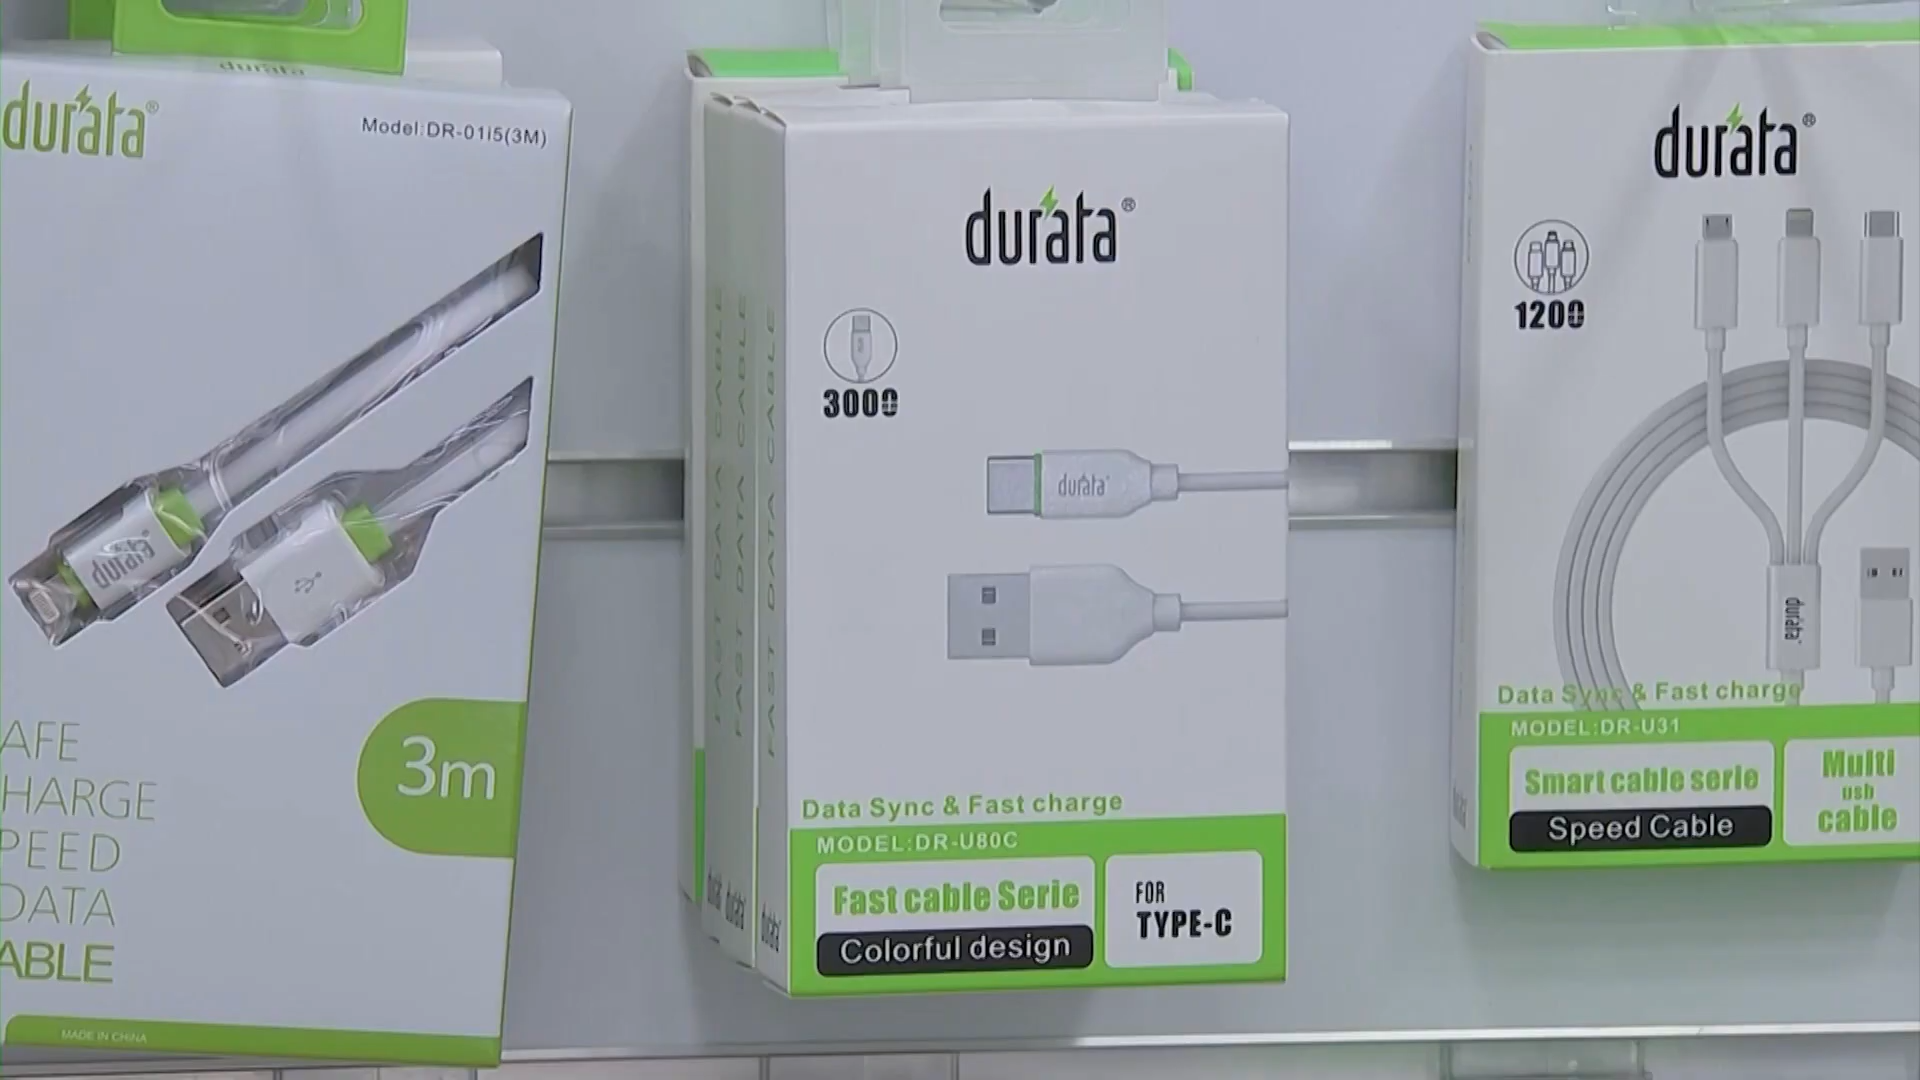 durata
durata®
Model:DR-01i5(3M)
durata
AFE
HARGE
PEED
DATA
ABLE
3m
MADE IN CHINA
FAST DATA CABLE
FAST DATA CABLE
FAST DATA CABLE
durata
durata
durata
durata®
3000
durata
Data Sync & Fast charge
MODEL:DR-U80C
Fast cable Serie
Colorful design
FOR
TYPE-C
durata®
1200
durata
Data Sync & Fast charge
MODEL:DR-U31
Smart cable serie
Speed Cable
Multi
usb
cable